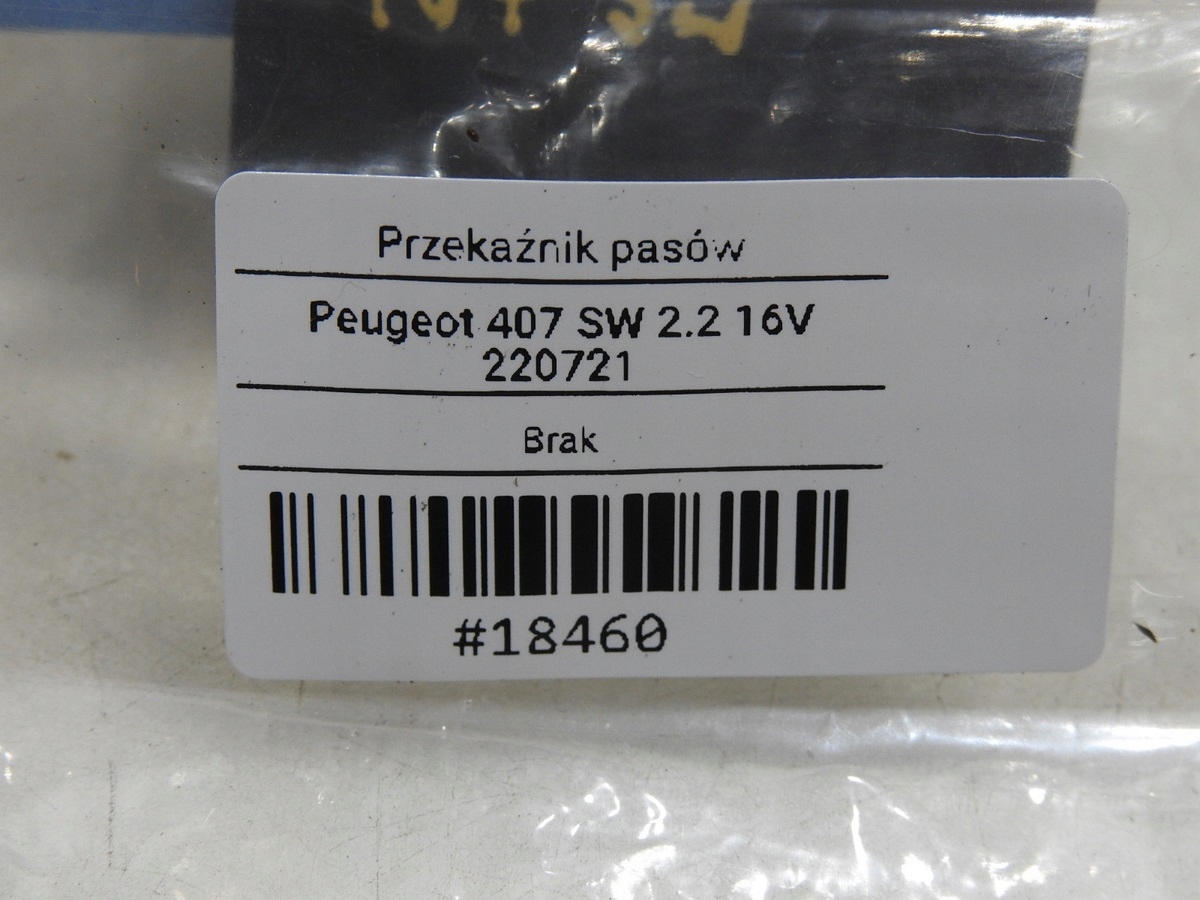 Przekaźnik pasów
Peugeot 407 SW 2.2 16V
220721
Brak
#18460